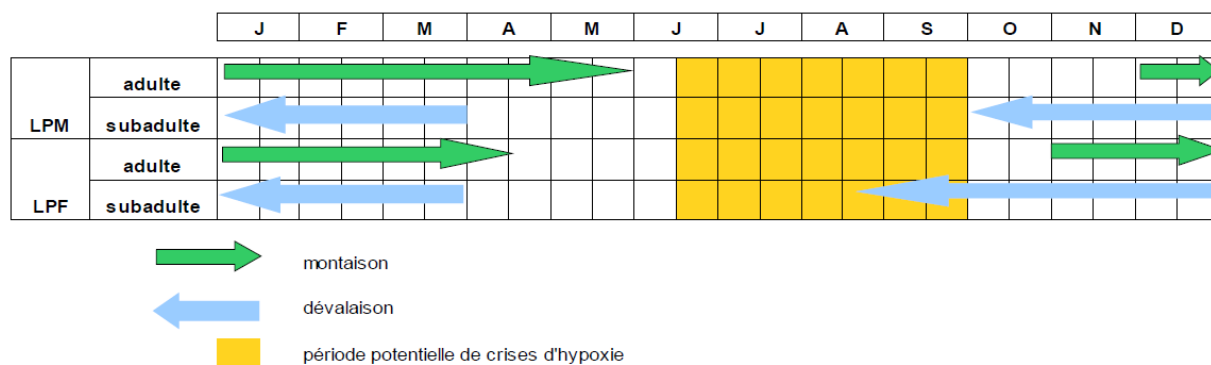 J F M A M J J A S O N D
adulte
LPM subadulte
adulte
LPF subadulte
montaison
dévalaison
période potentielle de crises d'hypoxie